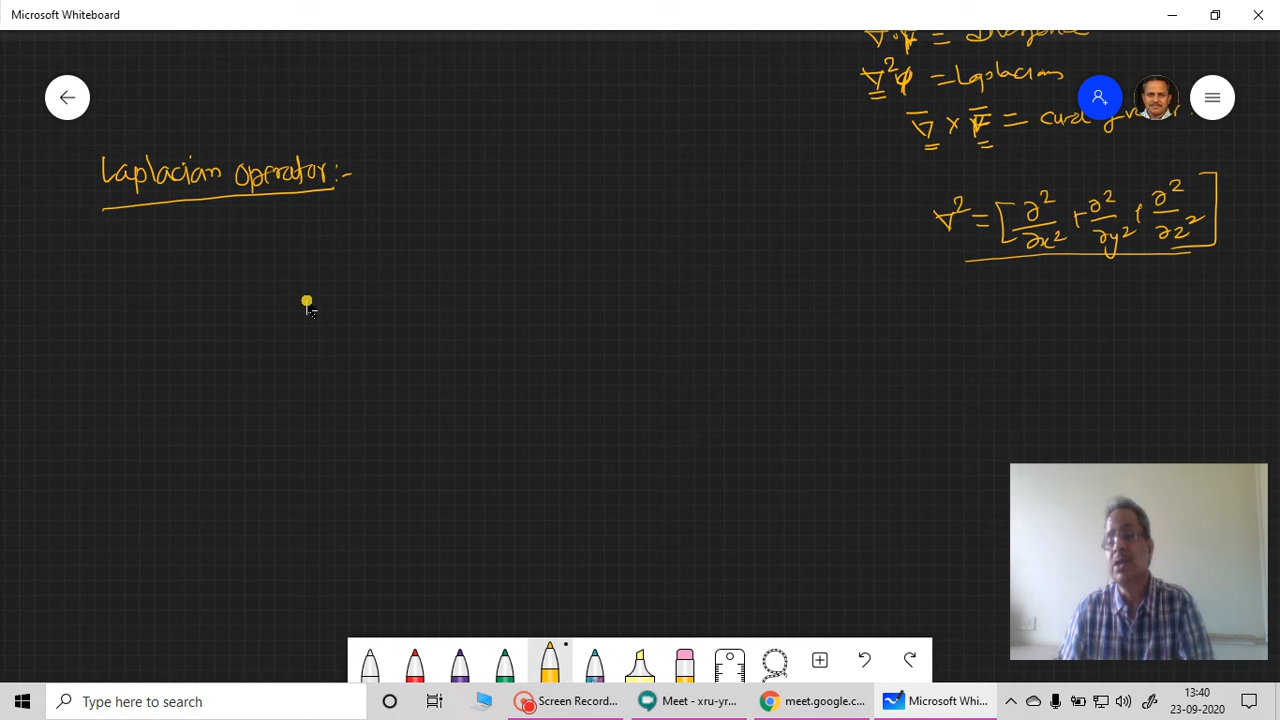 Microsoft Whiteboard
∇·V = Divergence
∇²φ = Laplacian
∇̅ × F̅ =
Laplacian operator:-
∇² = [∂²/∂x² + ∂²/∂y² + ∂²/∂z²]
Type here to search
Screen Record...
Meet - xru-yr...
meet.google.c...
Microsoft Whi...
13:40
23-09-2020